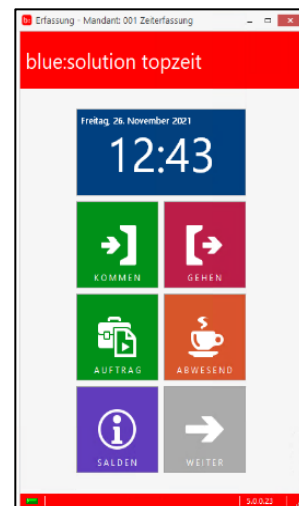 Erfassung - Mandant: 001 Zeiterfassung
blue:solution topzeit
Freitag, 26. November 2021
12:43
KOMMEN
GEHEN
AUFTRAG
ABWESEND
SALDEN
WEITER
5.0.0.23